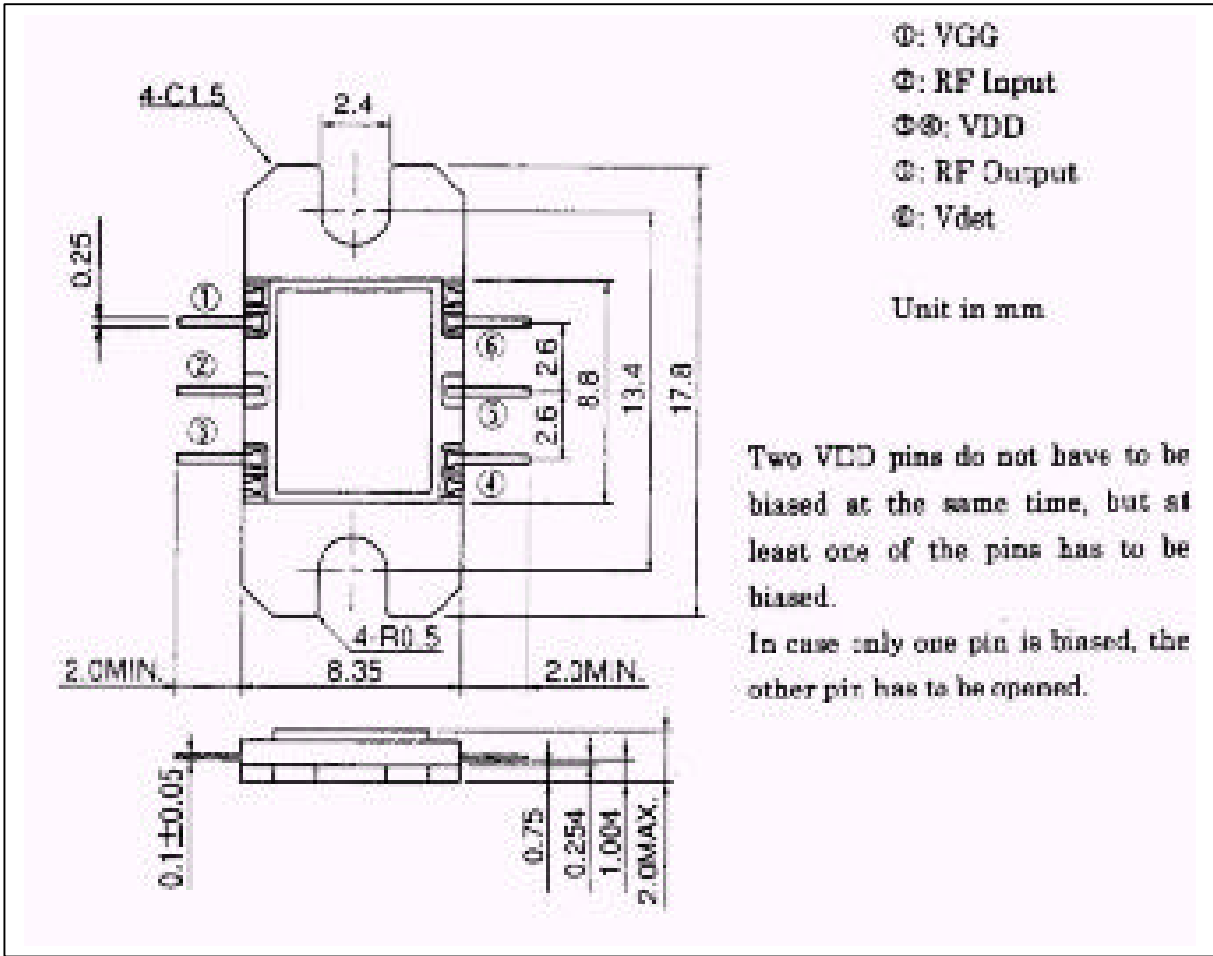 ①: VGG
②: RF Input
③④: VDD
⑤: RF Output
⑥: Vdet
Unit in mm
4-C1.5
2.4
0.25
①
②
③
⑥
⑤
④
2.6
2.6
8.8
13.4
17.8
Two VDD pins do not have to be
biased at the same time, but at
least one of the pins has to be
biased.
In case only one pin is biased, the
other pin has to be opened.
4-R0.5
2.0MIN.
8.35
2.0MIN.
0.1±0.05
0.75
0.254
1.004
2.0MAX.